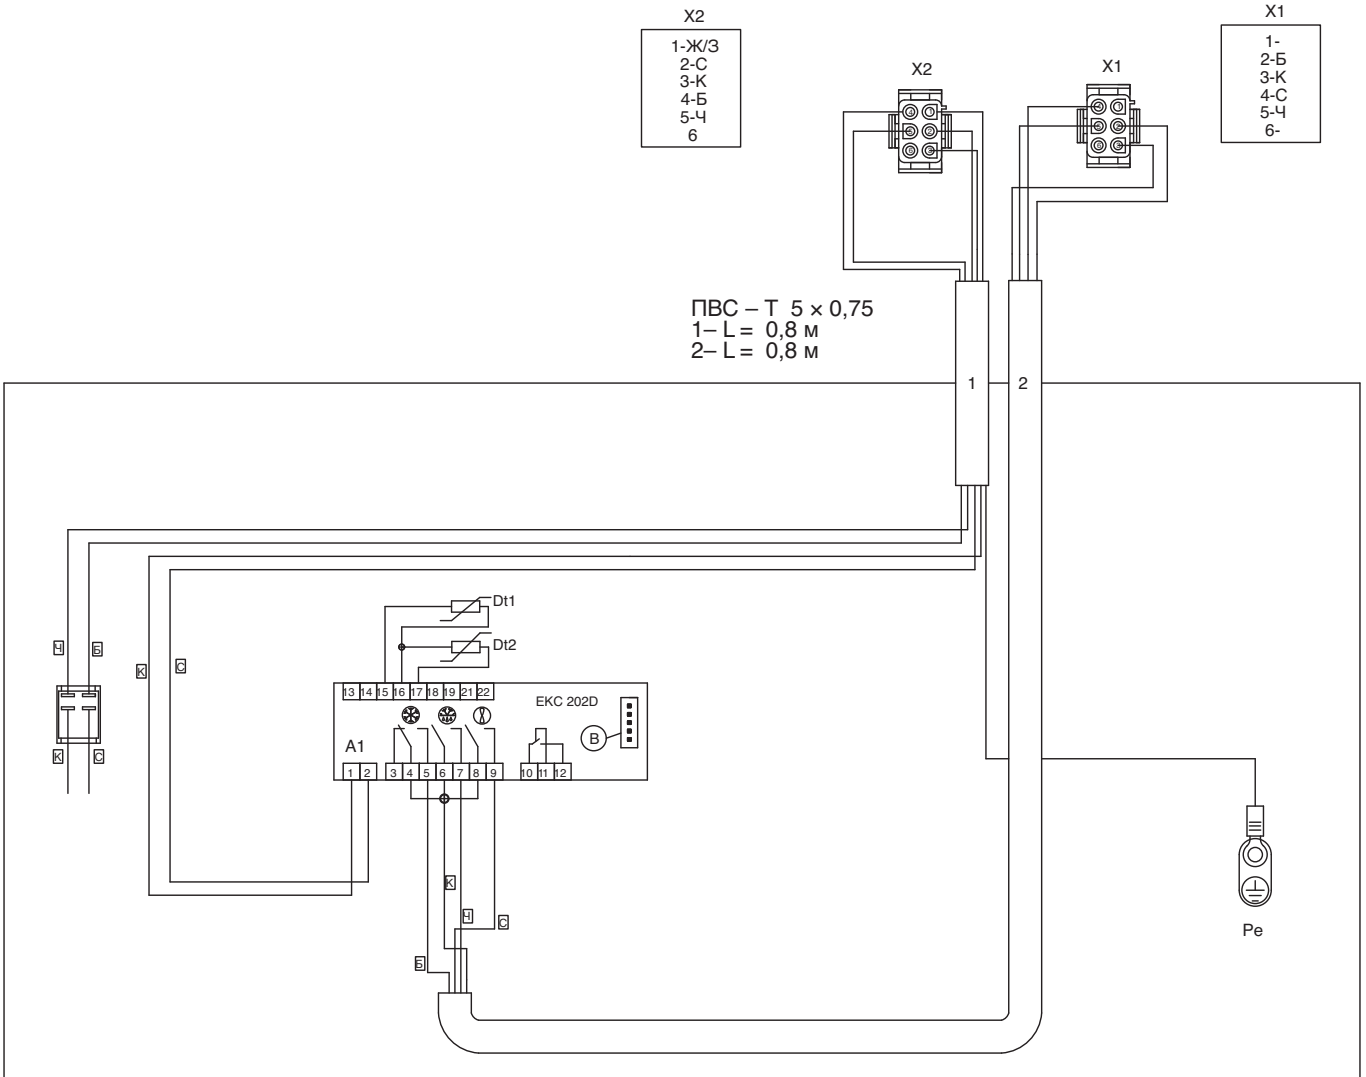 X2
1-Ж/З
2-С
3-К
4-Б
5-Ч
6
X1
1-
2-Б
3-К
4-С
5-Ч
6-
X2
X1
ПВС – Т 5 × 0,75
1– L = 0,8 м
2– L = 0,8 м
1
2
Dt1
Dt2
Ч
Б
К
С
13 14 15 16 17 18 19 21 22
EKC 202D
B
A1
1 2 3 4 5 6 7 8 9 10 11 12
К
С
К
Ч
С
Б
Pe